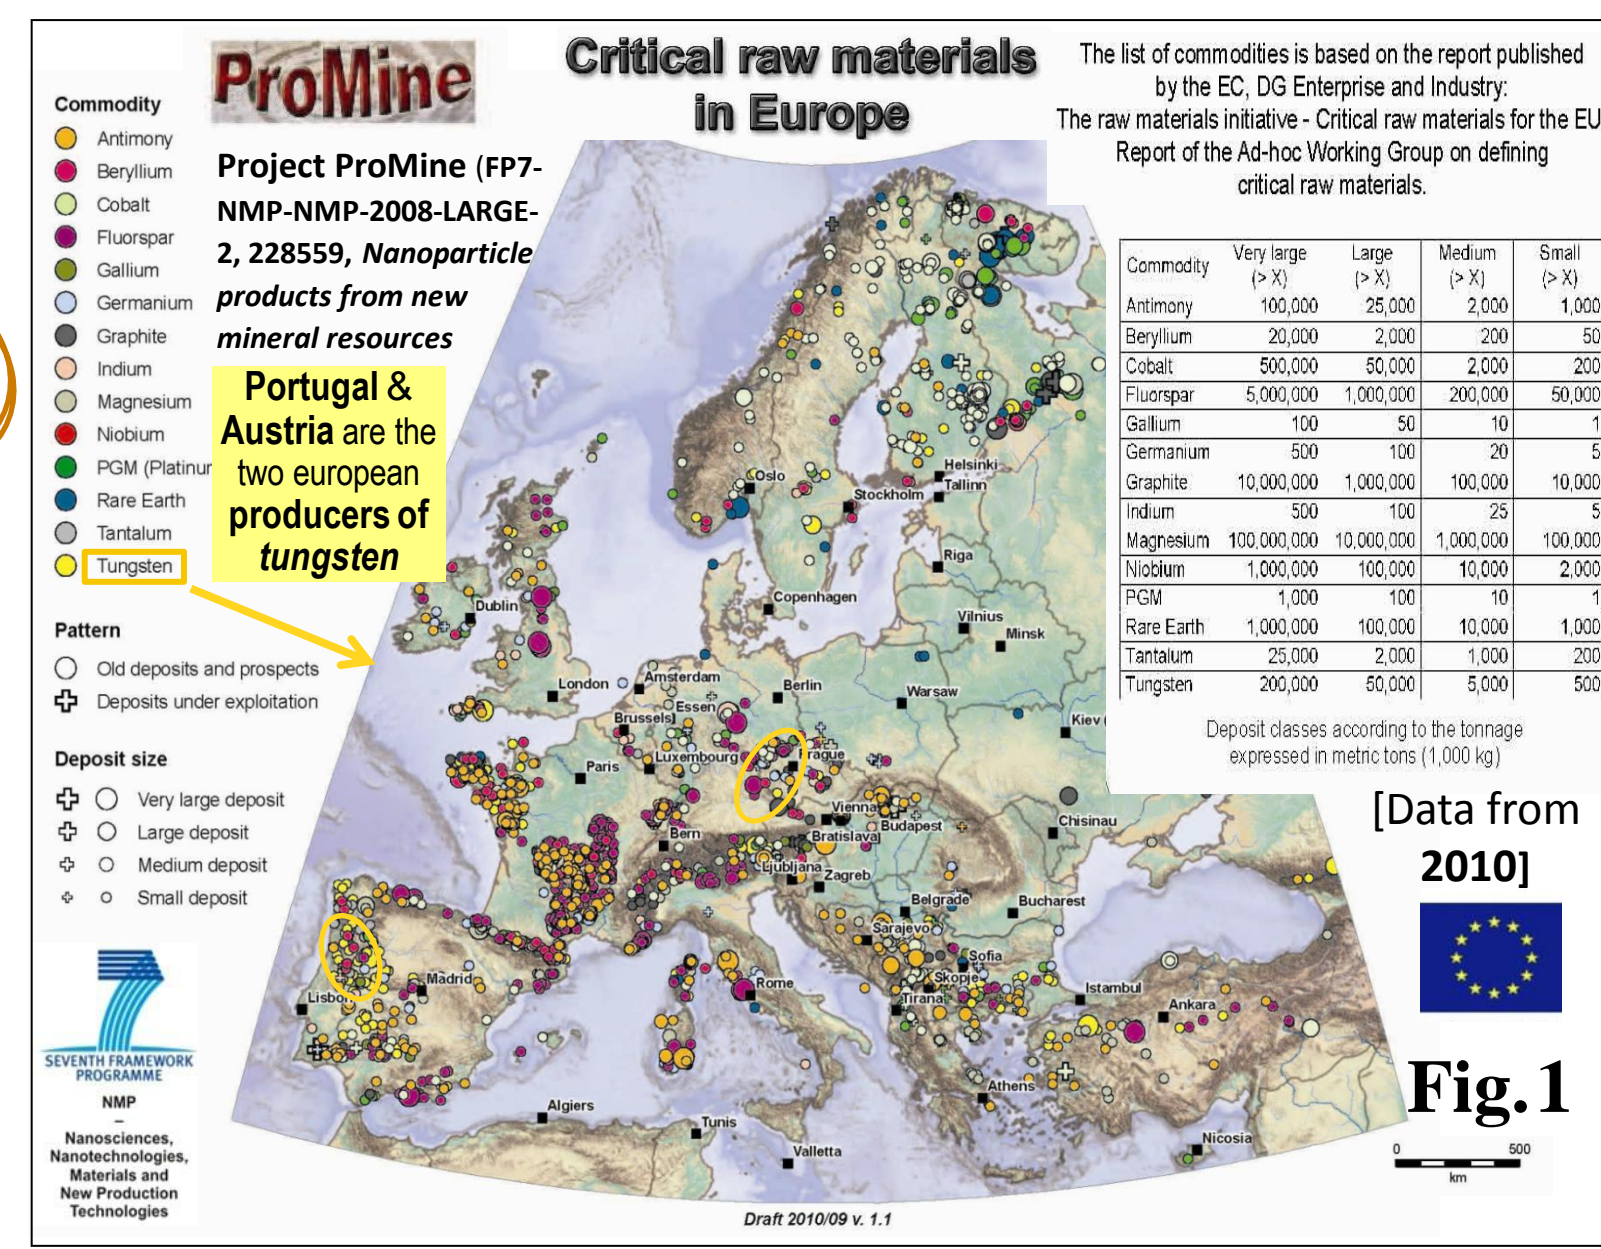 ProMine
Critical raw materials
in Europe
The list of commodities is based on the report published
by the EC, DG Enterprise and Industry:
The raw materials initiative - Critical raw materials for the EU
Report of the Ad-hoc Working Group on defining
critical raw materials.
Commodity
Antimony
Beryllium
Cobalt
Fluorspar
Gallium
Germanium
Graphite
Indium
Magnesium
Niobium
PGM (Platinur
Rare Earth
Tantalum
Tungsten
Pattern
Old deposits and prospects
Deposits under exploitation
Deposit size
Very large deposit
Large deposit
Medium deposit
Small deposit
Project ProMine (FP7-
NMP-NMP-2008-LARGE-
2, 228559, Nanoparticle
products from new
mineral resources
Portugal &
Austria are the
two european
producers of
tungsten
Commodity Very large (> X) Large (> X) Medium (> X) Small (> X)
Antimony 100,000 25,000 2,000 1,000
Beryllium 20,000 2,000 200 50
Cobalt 500,000 50,000 2,000 200
Fluorspar 5,000,000 1,000,000 200,000 50,000
Gallium 100 50 10 1
Germanium 500 100 20 5
Graphite 10,000,000 1,000,000 100,000 10,000
Indium 500 100 25 5
Magnesium 100,000,000 10,000,000 1,000,000 100,000
Niobium 1,000,000 100,000 10,000 2,000
PGM 1,000 100 10 1
Rare Earth 1,000,000 100,000 10,000 1,000
Tantalum 25,000 2,000 1,000 200
Tungsten 200,000 50,000 5,000 500
Deposit classes according to the tonnage
expressed in metric tons (1,000 kg)
[Data from
2010]
Fig.1
0 500
km
Oslo
Helsinki
Tallinn
Stockholm
Riga
Copenhagen
Vilnius
Minsk
Dublin
London
Amsterdam
Berlin
Warsaw
Essen
Brussels
Kiev (
Luxembourg
Prague
Paris
Vienna
Bratislava
Budapest
Chisinau
Bern
Ljubljana
Zagreb
Belgrade
Bucharest
Sarajevo
Sofia
Skopje
Tirana
Istambul
Ankara
Madrid
Lisbon
Rome
Athens
Algiers
Tunis
Valletta
Nicosia
7
SEVENTH FRAMEWORK
PROGRAMME
NMP
–
Nanosciences,
Nanotechnologies,
Materials and
New Production
Technologies
Draft 2010/09 v. 1.1